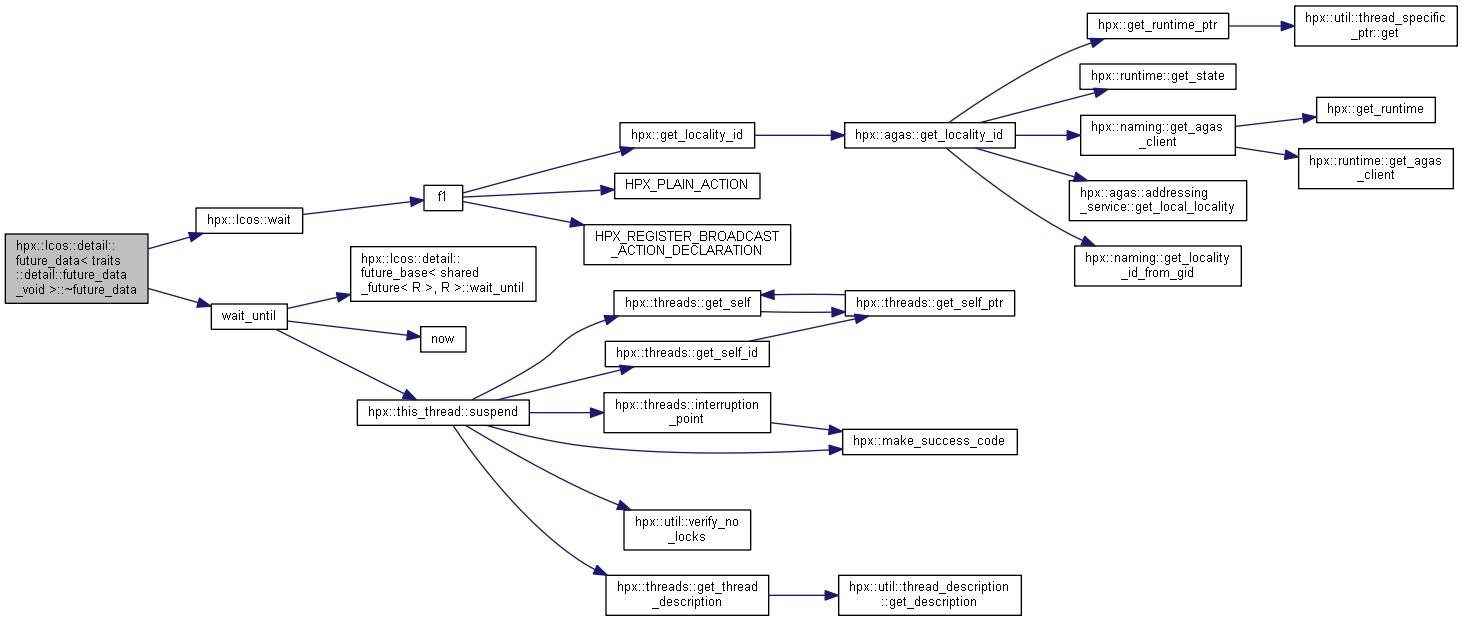 hpx::lcos::detail::
future_data< traits
::detail::future_data
_void >::~future_data
hpx::lcos::wait
wait_until
f1
hpx::lcos::detail::
future_base< shared
_future< R >, R >::wait_until
now
hpx::this_thread::suspend
hpx::get_locality_id
HPX_PLAIN_ACTION
HPX_REGISTER_BROADCAST
_ACTION_DECLARATION
hpx::threads::get_self
hpx::threads::get_self_id
hpx::threads::interruption
_point
hpx::util::verify_no
_locks
hpx::threads::get_thread
_description
hpx::agas::get_locality_id
hpx::threads::get_self_ptr
hpx::make_success_code
hpx::util::thread_description
::get_description
hpx::get_runtime_ptr
hpx::runtime::get_state
hpx::naming::get_agas
_client
hpx::agas::addressing
_service::get_local_locality
hpx::naming::get_locality
_id_from_gid
hpx::util::thread_specific
_ptr::get
hpx::get_runtime
hpx::runtime::get_agas
_client